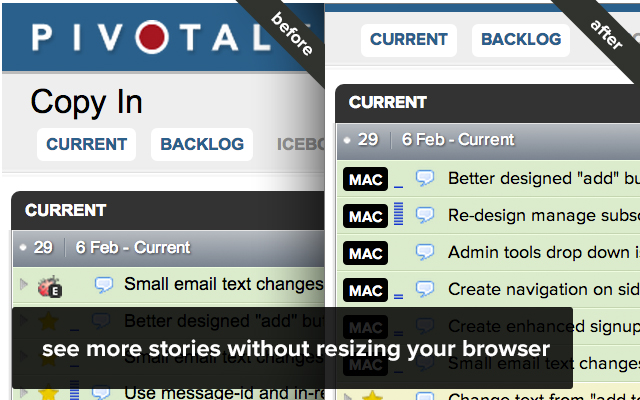 PIVOTAL
before
Copy In
CURRENT BACKLOG ICEBO
CURRENT
29 6 Feb - Current
E
Small email text changes
Better designed "add" bu
Small email text changes
Use message-id and in-re
after
CURRENT BACKLOG
CURRENT
29 6 Feb - Current
MAC Better designed "add" bu
MAC Re-design manage subsc
MAC Admin tools drop down is
MAC Create navigation on sid
MAC Create enhanced signup
MAC Small email text changes
Change text from "add to
see more stories without resizing your browser